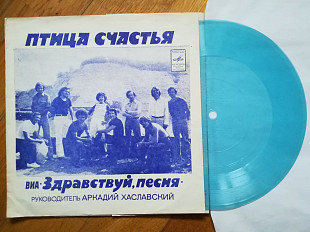 ПТИЦА СЧАСТЬЯ
ВИА «Здравствуй, песня»
РУКОВОДИТЕЛЬ АРКАДИЙ ХАСЛАВСКИЙ